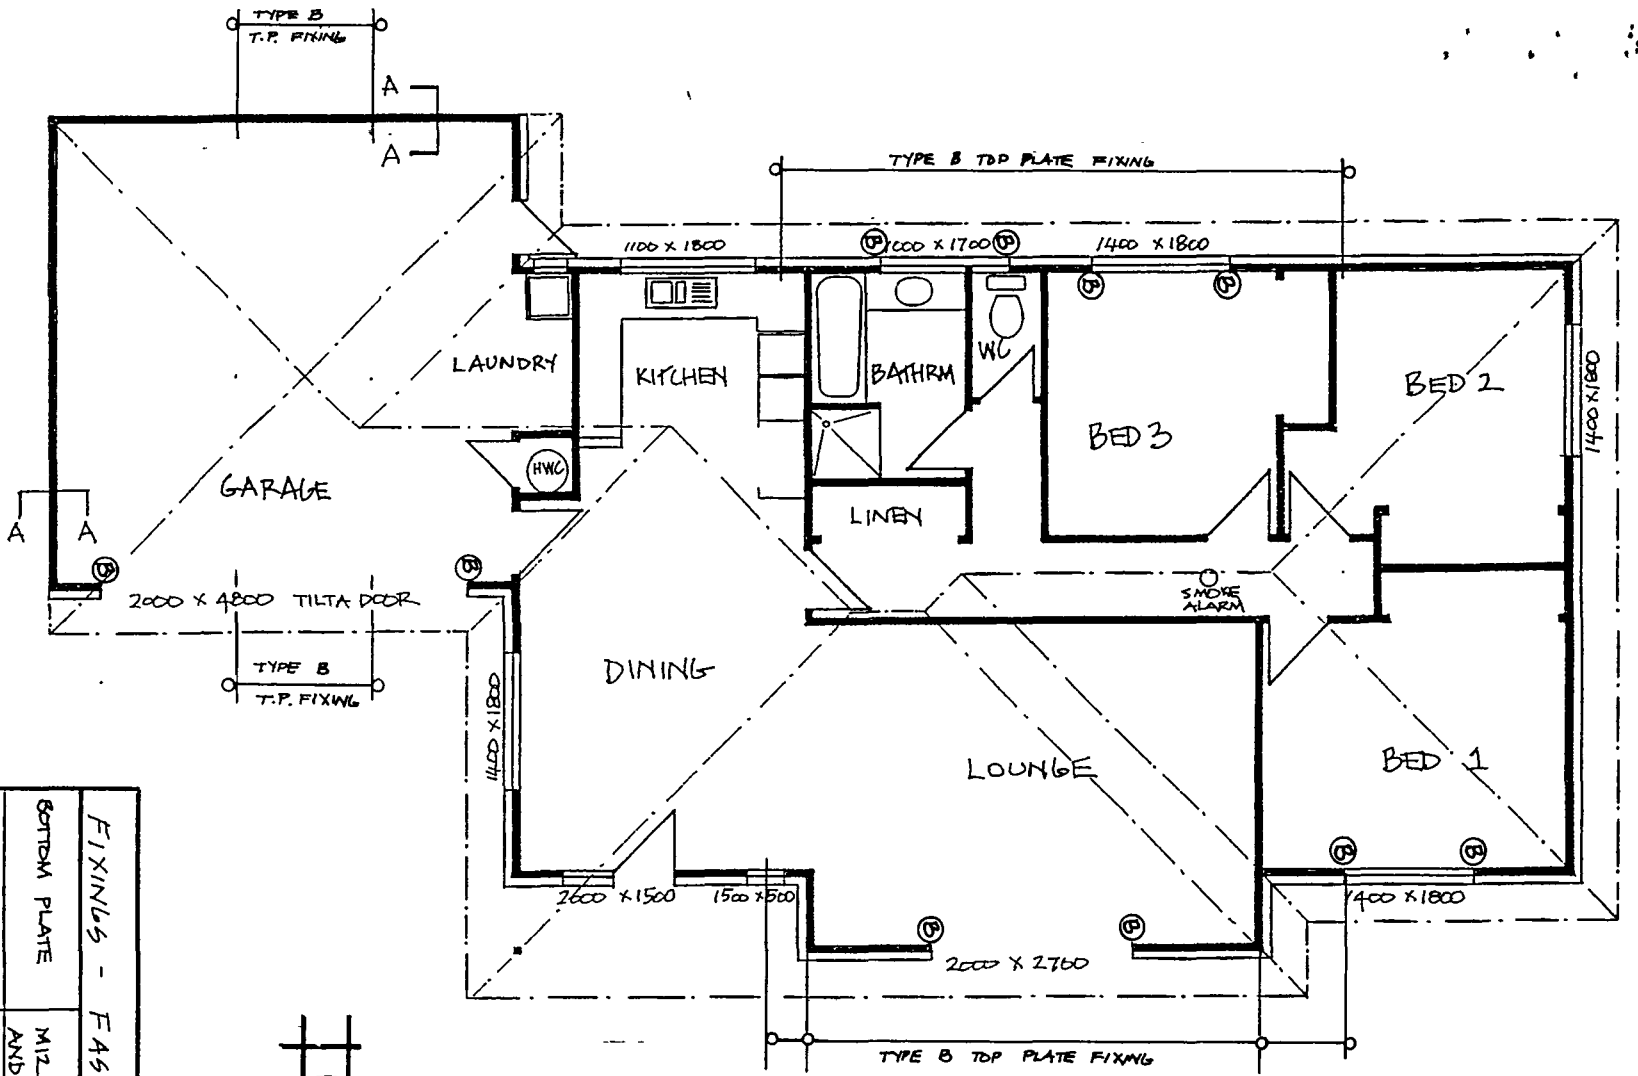 TYPE B
T.P. FIXING
A
A
TYPE B TOP PLATE FIXING
1100 X 1800
B
1000 X 1700
B
1400 X 1800
B
B
LAUNDRY
KITCHEN
BATHRM
WC
BED 3
BED 2
1400 X 1800
HWC
GARAGE
LINEN
A
A
B
B
2000 X 4800 TILTA DOOR
SMOKE
ALARM
TYPE B
T.P. FIXING
DINING
1400 X 1800
LOUNGE
BED 1
B
B
2600 X 1500
1500 X 500
1400 X 1800
B
B
2000 X 2760
TYPE B TOP PLATE FIXING
FIXINGS - FAS
BOTTOM PLATE
M12
AND